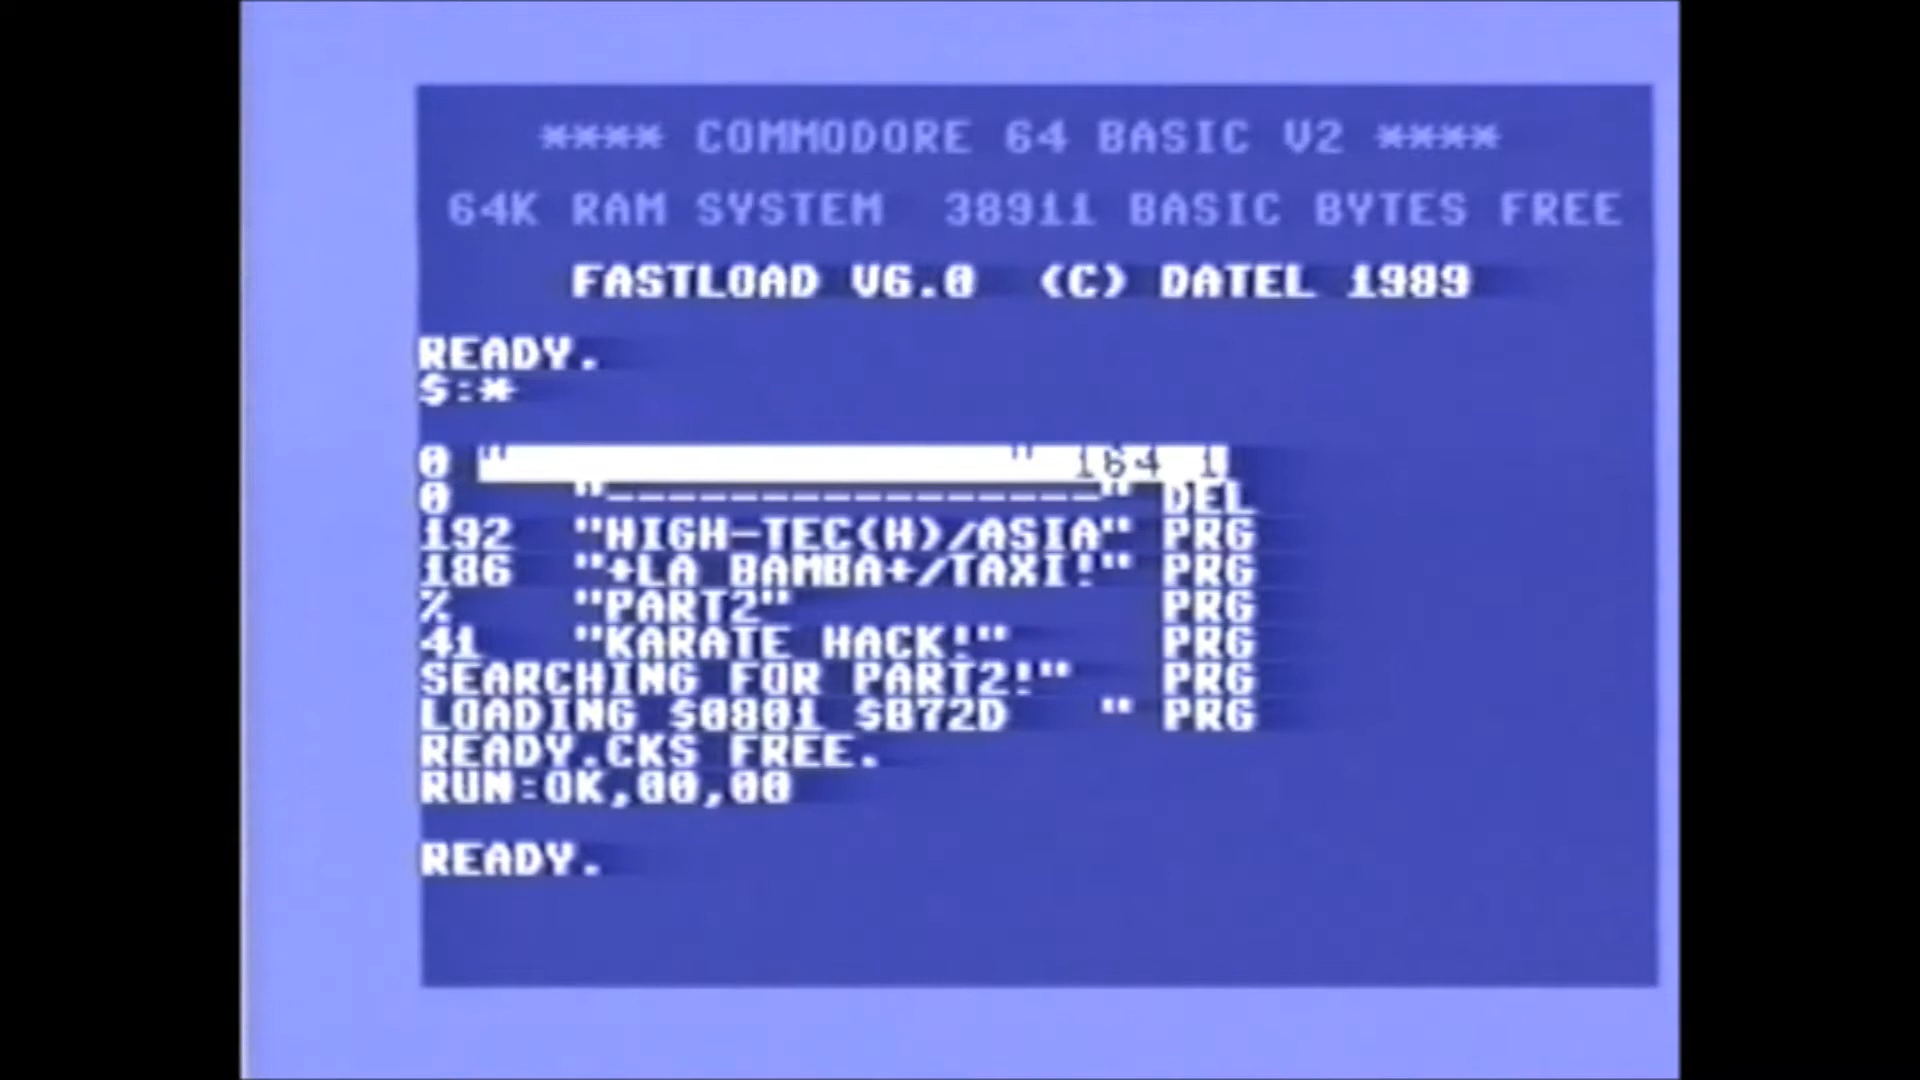 **** COMMODORE 64 BASIC V2 ****
64K RAM SYSTEM 38911 BASIC BYTES FREE
FASTLOAD V6.0 (C) DATEL 1989
READY.
$:*
0 " " 164 1
0 "----------------" DEL
192 "HIGH-TEC(H)/ASIA" PRG
186 "+LA BAMBA+/TAXI!" PRG
% "PART2" PRG
41 "KARATE HACK!" PRG
SEARCHING FOR PART2!" PRG
LOADING $0801 $B72D " PRG
READY.CKS FREE.
RUN:OK,00,00
READY.